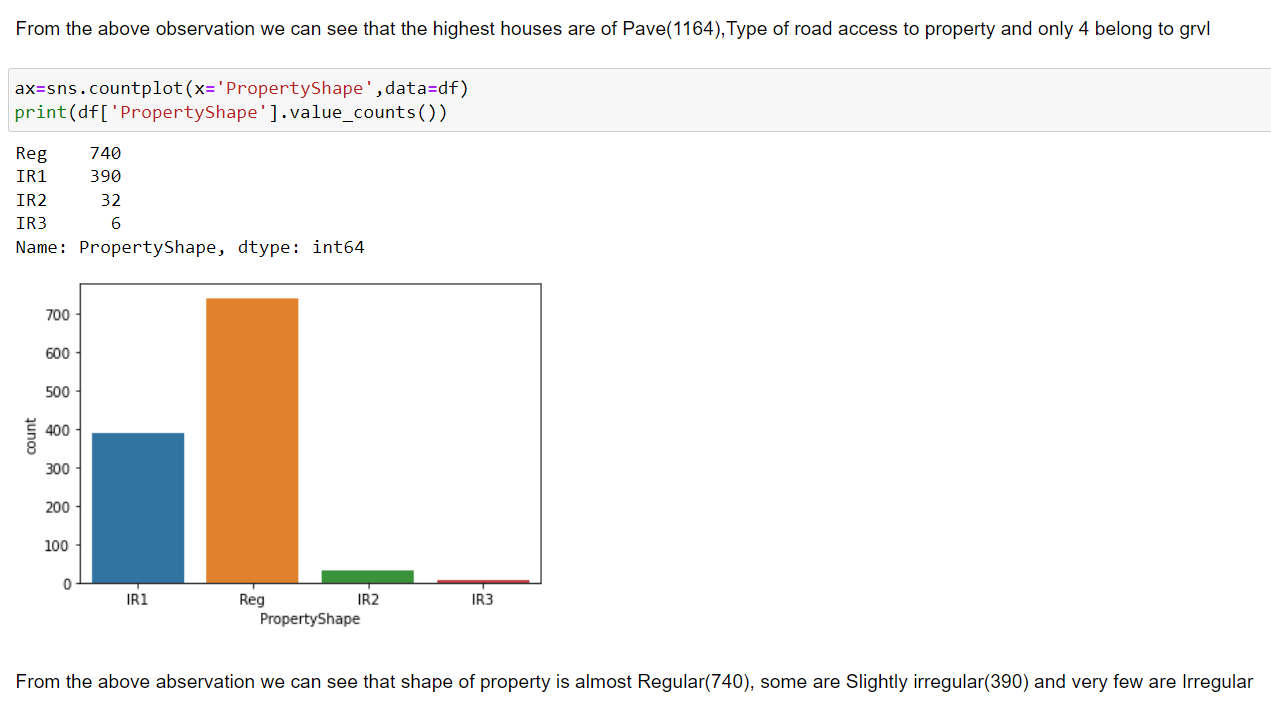 From the above observation we can see that the highest houses are of Pave(1164),Type of road access to property and only 4 belong to grvl
ax=sns.countplot(x='PropertyShape',data=df)
print(df['PropertyShape'].value_counts())
Reg    740
IR1    390
IR2     32
IR3      6
Name: PropertyShape, dtype: int64
700
600
500
400
300
200
100
0
count
IR1 Reg IR2 IR3
PropertyShape
From the above abservation we can see that shape of property is almost Regular(740), some are Slightly irregular(390) and very few are Irregular